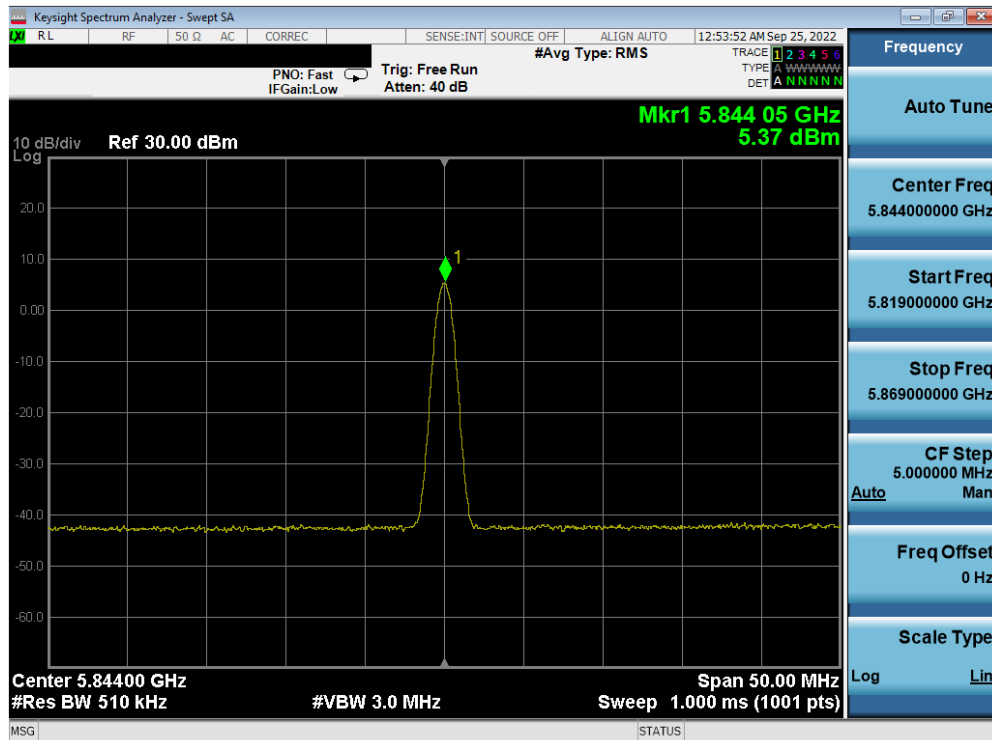 Keysight Spectrum Analyzer - Swept SA
LXI RL RF 50 Ω AC CORREC SENSE:INT SOURCE OFF ALIGN AUTO 12:53:52 AM Sep 25, 2022
#Avg Type: RMS
TRACE 1 2 3 4 5 6
PNO: Fast Trig: Free Run
TYPE A WWWWW
IFGain:Low Atten: 40 dB
DET A N N N N N
Mkr1 5.844 05 GHz
5.37 dBm
10 dB/div Ref 30.00 dBm
Log
20.0
10.0
0.00
-10.0
-20.0
-30.0
-40.0
-50.0
-60.0
1
Center 5.84400 GHz Span 50.00 MHz
#Res BW 510 kHz #VBW 3.0 MHz Sweep 1.000 ms (1001 pts)
MSG STATUS
Frequency
Auto Tune
Center Freq
5.844000000 GHz
Start Freq
5.819000000 GHz
Stop Freq
5.869000000 GHz
CF Step
5.000000 MHz
Auto Man
Freq Offset
0 Hz
Scale Type
Log Lin